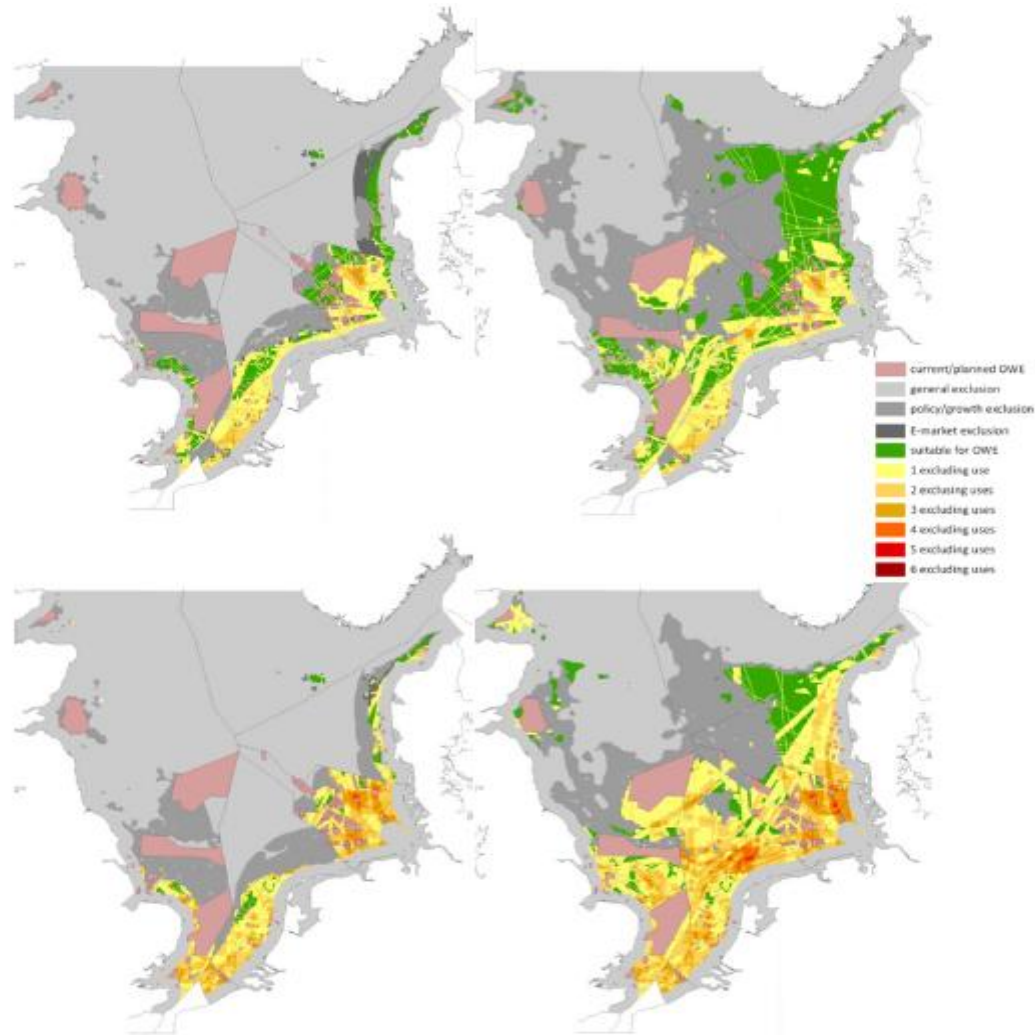 current/planned OWE
general exclusion
policy/growth exclusion
E-market exclusion
suitable for OWE
1 excluding use
2 exclusing uses
3 excluding uses
4 excluding uses
5 excluding uses
6 excluding uses